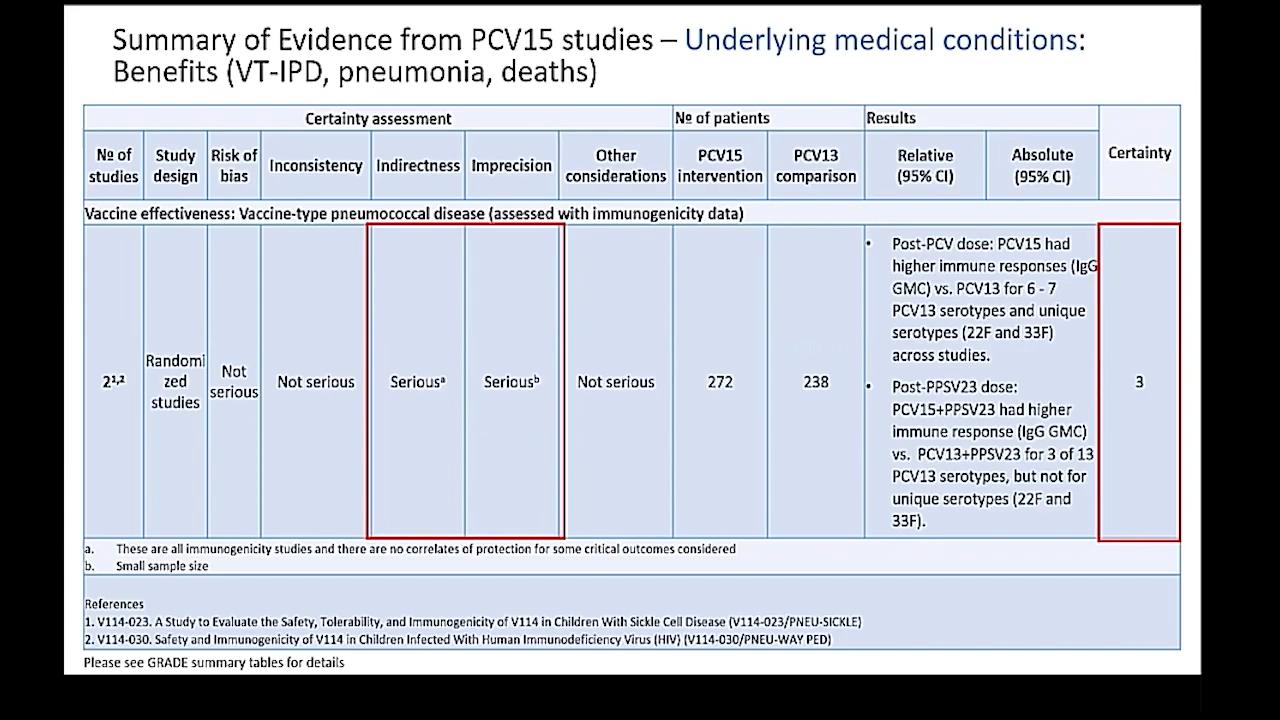 Summary of Evidence from PCV15 studies – Underlying medical conditions:
Benefits (VT-IPD, pneumonia, deaths)
Certainty assessment
№ of patients
Results
Certainty
№ of
studies
Study
design
Risk of
bias
Inconsistency
Indirectness
Imprecision
Other
considerations
PCV15
intervention
PCV13
comparison
Relative
(95% CI)
Absolute
(95% CI)
Vaccine effectiveness: Vaccine-type pneumococcal disease (assessed with immunogenicity data)
2¹,²
Randomi
zed
studies
Not
serious
Not serious
Seriousᵃ
Seriousᵇ
Not serious
272
238
• Post-PCV dose: PCV15 had
higher immune responses (IgG
GMC) vs. PCV13 for 6 - 7
PCV13 serotypes and unique
serotypes (22F and 33F)
across studies.
• Post-PPSV23 dose:
PCV15+PPSV23 had higher
immune response (IgG GMC)
vs. PCV13+PPSV23 for 3 of 13
PCV13 serotypes, but not for
unique serotypes (22F and
33F).
3
a. These are all immunogenicity studies and there are no correlates of protection for some critical outcomes considered
b. Small sample size
References
1. V114-023. A Study to Evaluate the Safety, Tolerability, and Immunogenicity of V114 in Children With Sickle Cell Disease (V114-023/PNEU-SICKLE)
2. V114-030. Safety and Immunogenicity of V114 in Children Infected With Human Immunodeficiency Virus (HIV) (V114-030/PNEU-WAY PED)
Please see GRADE summary tables for details